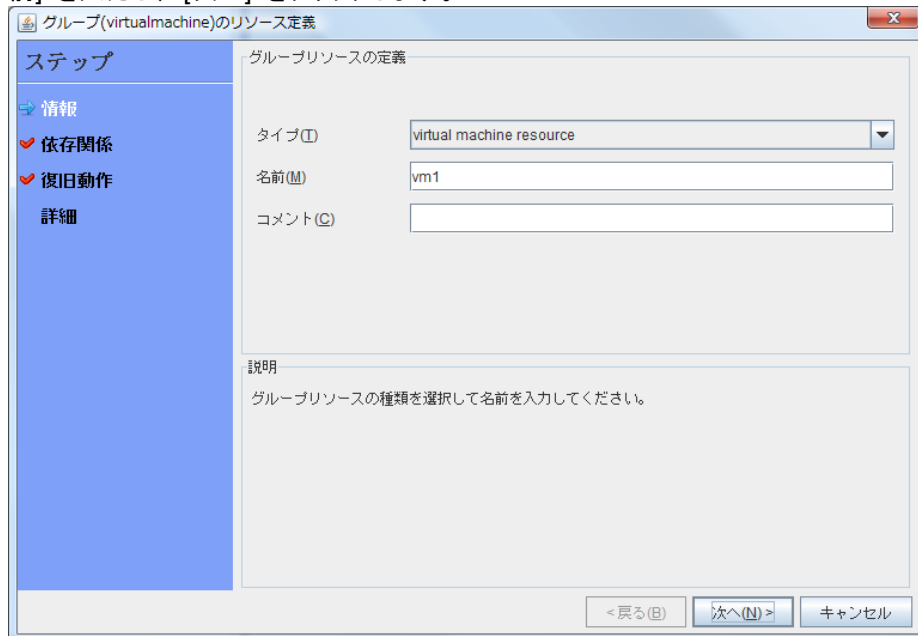 グループ(virtualmachine)のリソース定義
ステップ
情報
依存関係
復旧動作
詳細
グループリソースの定義
タイプ(T)
virtual machine resource
名前(M)
vm1
コメント(C)
説明
グループリソースの種類を選択して名前を入力してください。
<戻る(B)
次へ(N)>
キャンセル